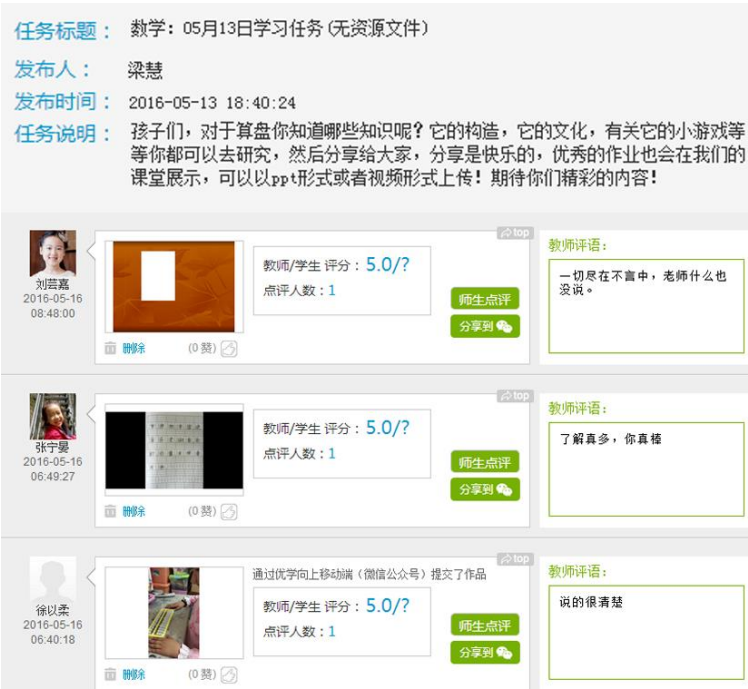 任务标题： 数学：05月13日学习任务(无资源文件)
发布人： 梁慧
发布时间： 2016-05-13 18:40:24
任务说明： 孩子们，对于算盘你知道哪些知识呢？它的构造，它的文化，有关它的小游戏等
等你都可以去研究，然后分享给大家，分享是快乐的，优秀的作业也会在我们的
课堂展示，可以以ppt形式或者视频形式上传！期待你们精彩的内容！
top
教师评语：
刘芸嘉
2016-05-16
08:48:00
教师/学生 评分：5.0/?
点评人数：1
师生点评
分享到
删除
(0 赞)
一切尽在不言中，老师什么也
没说。
top
教师评语：
张宁晏
2016-05-16
06:49:27
教师/学生 评分：5.0/?
点评人数：1
师生点评
分享到
删除
(0 赞)
了解真多，你真棒
top
教师评语：
徐以柔
2016-05-16
06:40:18
通过优学向上移动端（微信公众号）提交了作品
教师/学生 评分：5.0/?
点评人数：1
师生点评
分享到
删除
(0 赞)
说的很清楚